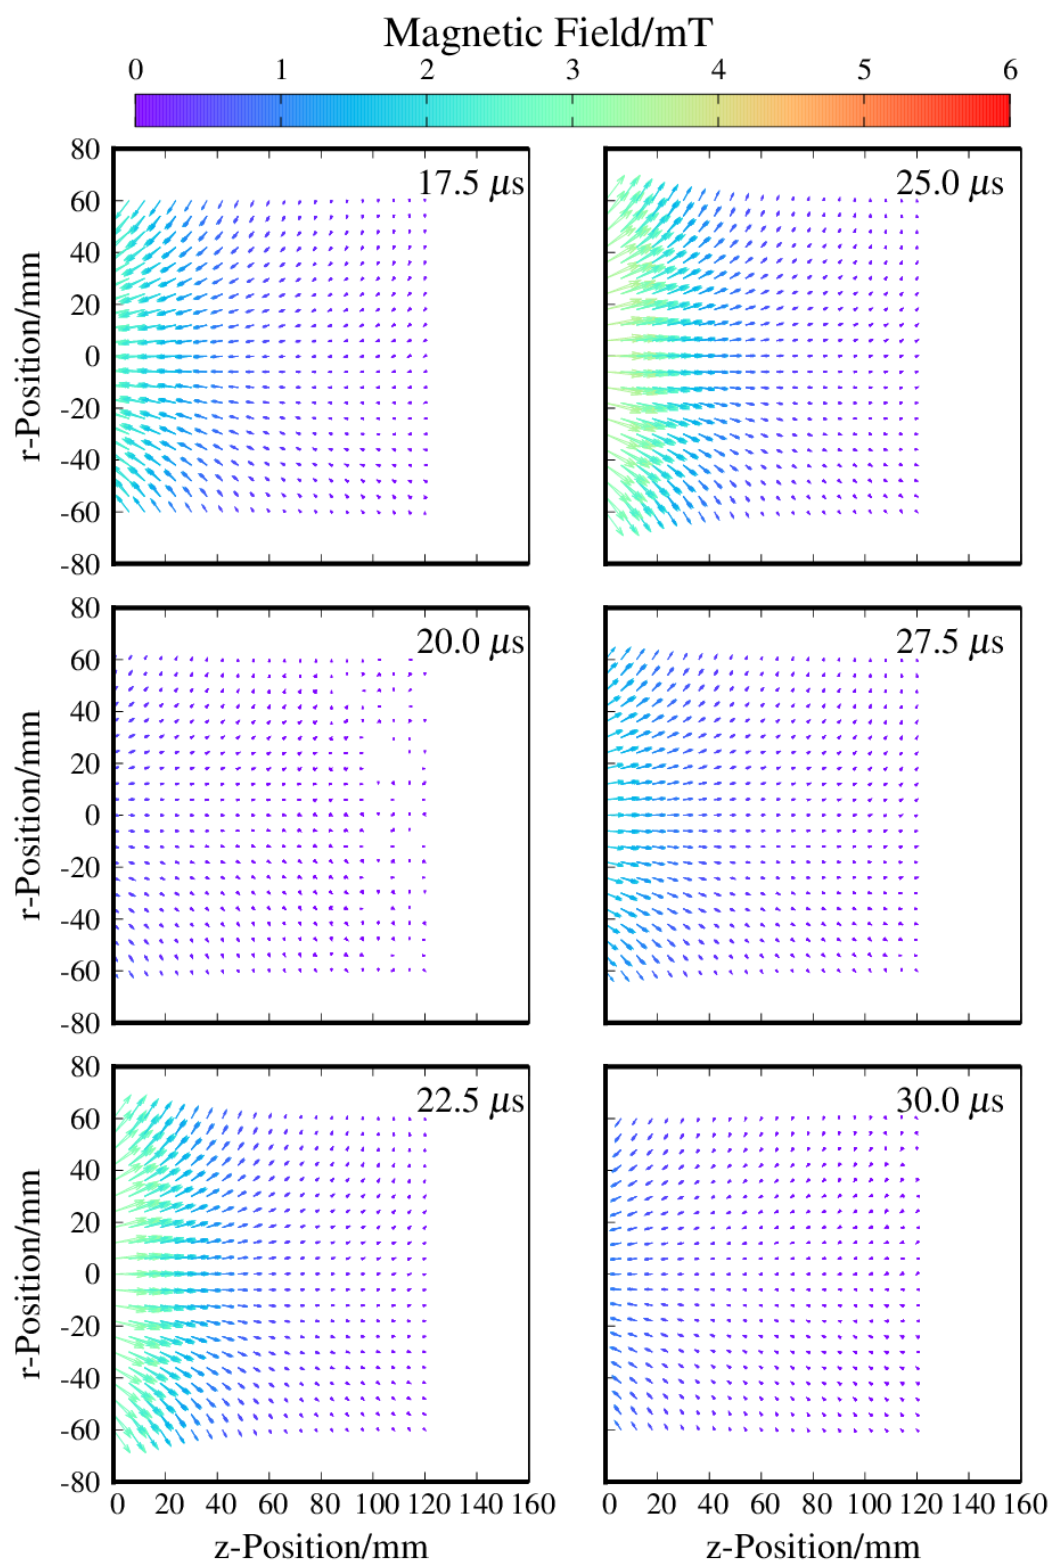 Magnetic Field/mT
0 1 2 3 4 5 6
80 17.5 μs 25.0 μs
60
40
20
0
-20
-40
-60
-80
r-Position/mm
80 20.0 μs 27.5 μs
60
40
20
0
-20
-40
-60
-80
r-Position/mm
80 22.5 μs 30.0 μs
60
40
20
0
-20
-40
-60
-80
r-Position/mm
0 20 40 60 80 100 120 140 160 0 20 40 60 80 100 120 140 160
z-Position/mm z-Position/mm